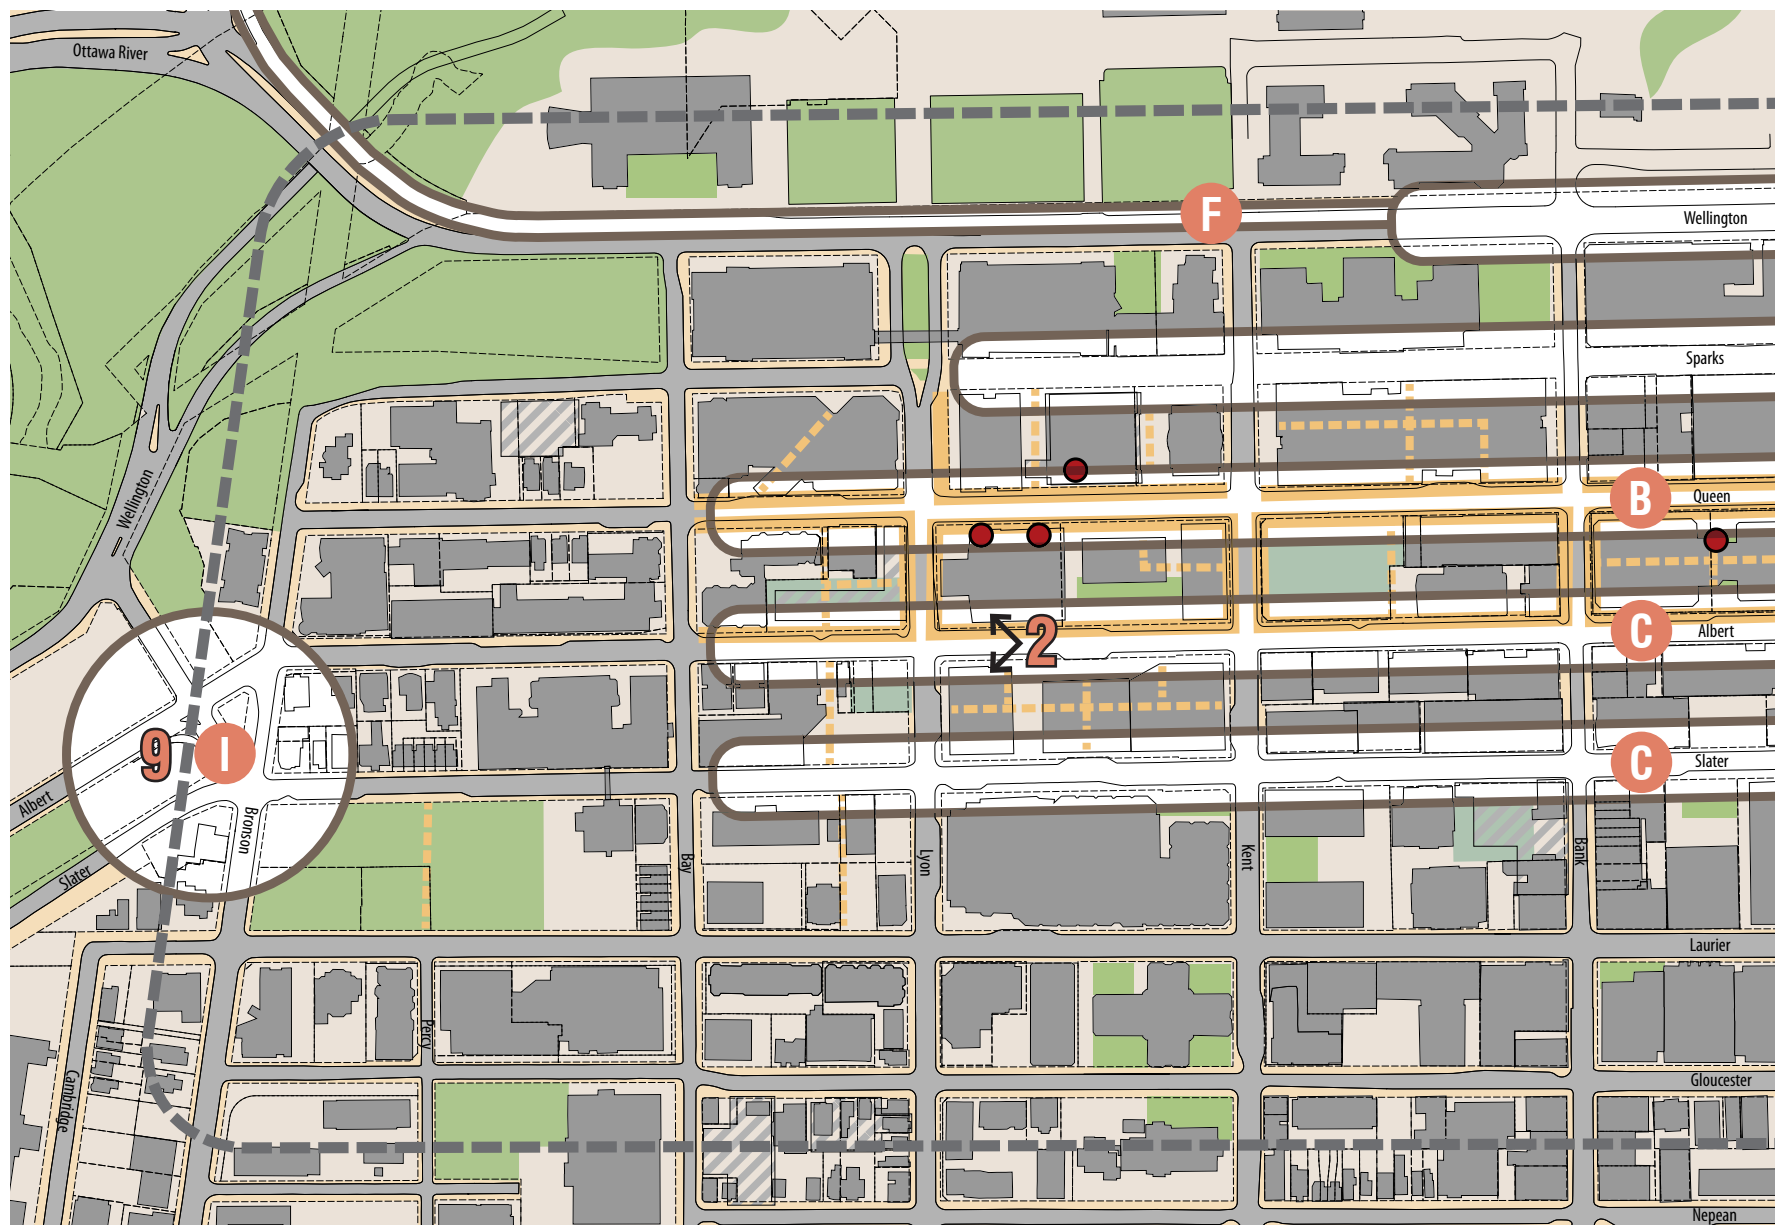 Ottawa River
F
Wellington
Sparks
Wellington
B
Queen
2
C
Albert
9
I
C
Slater
Albert
Bronson
Slater
Bay
Lyon
Kent
Bank
Laurier
Percy
Cambridge
Gloucester
Nepean